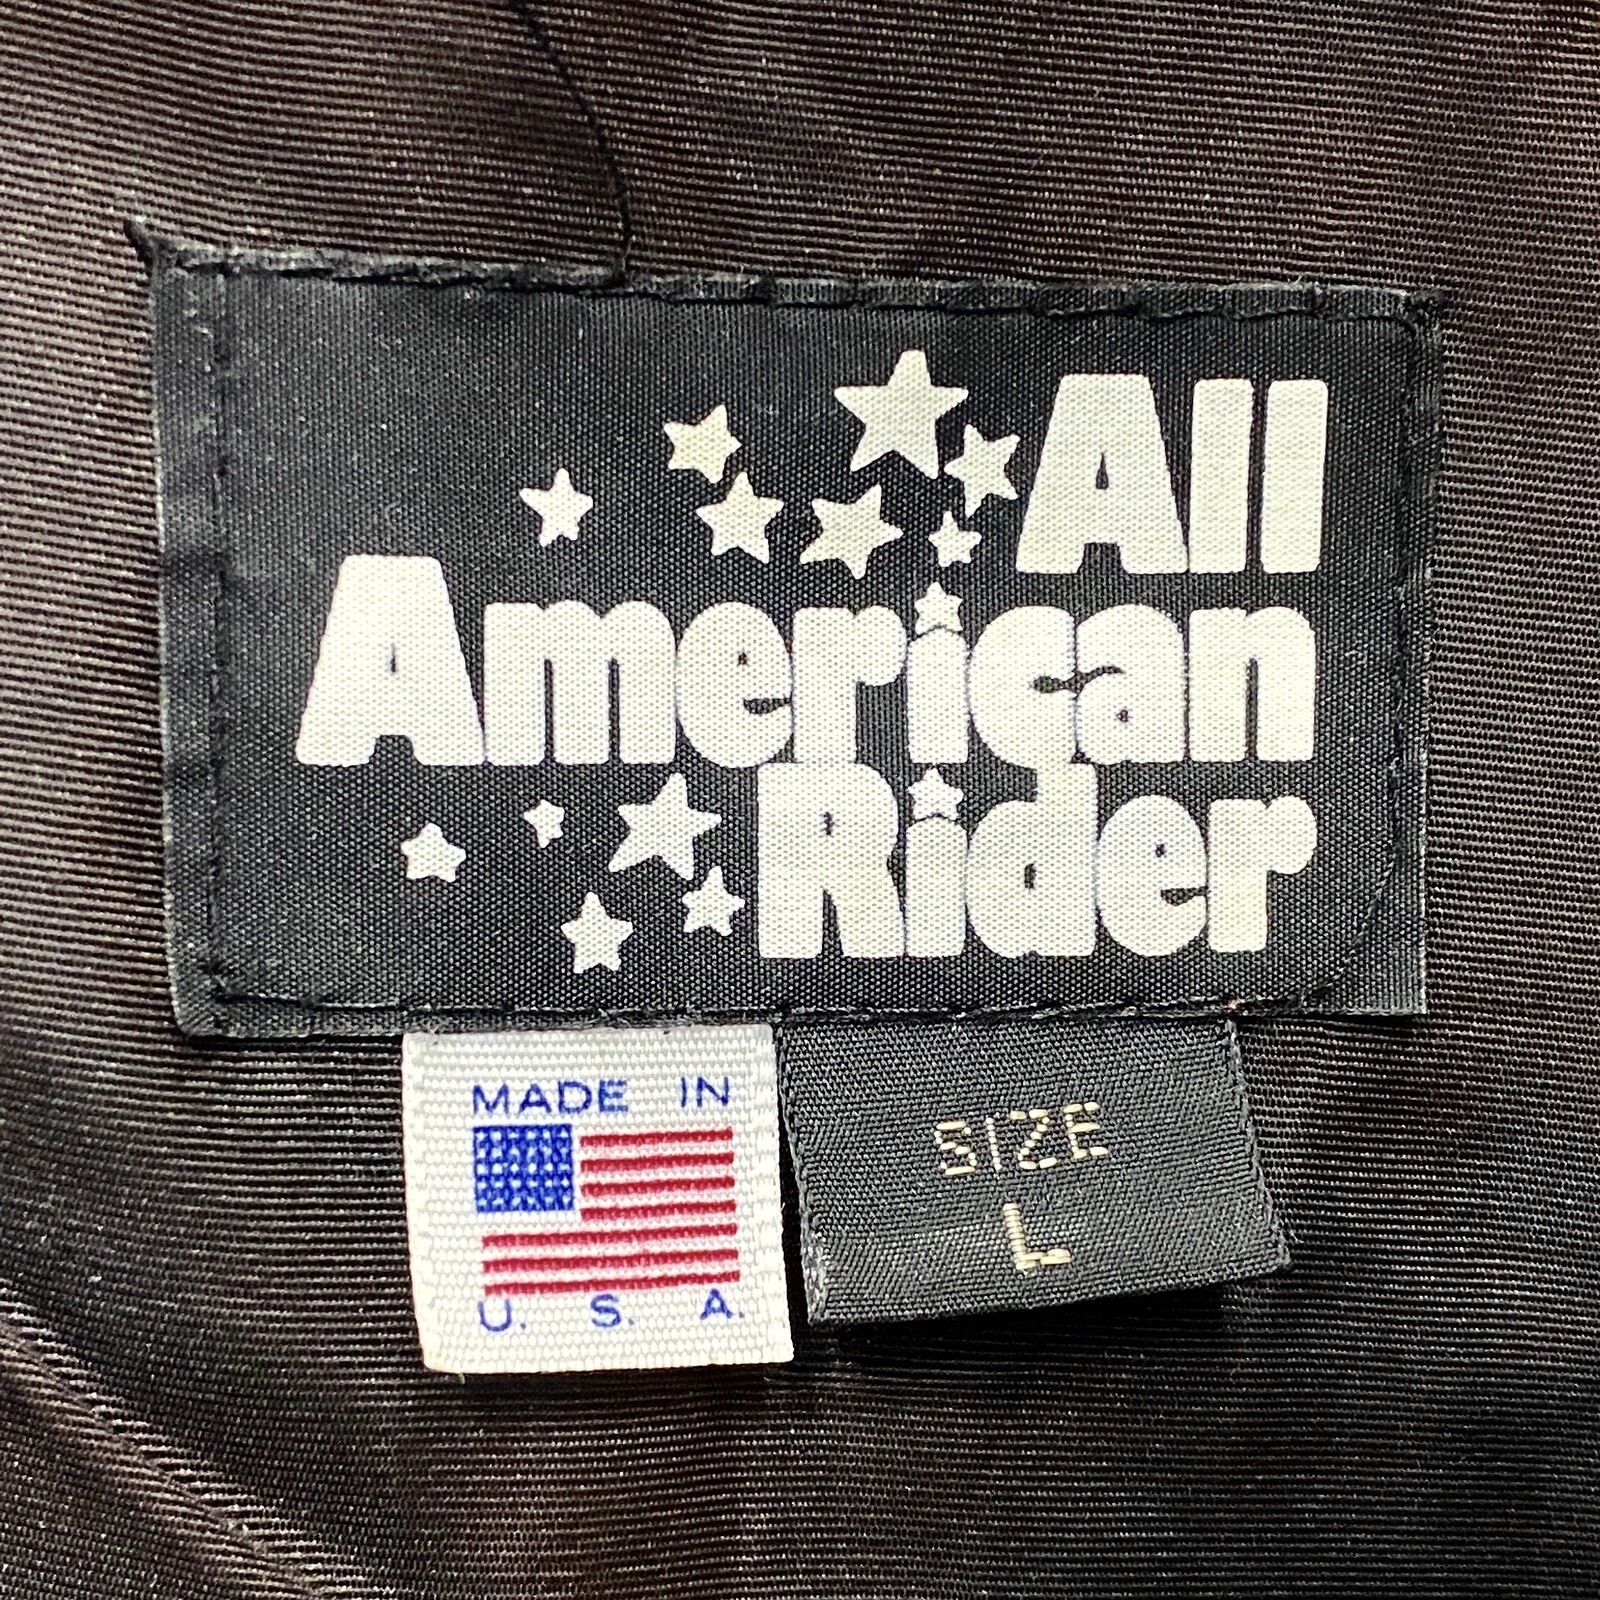 All
American
Rider
MADE IN
U. S. A.
SIZE
L